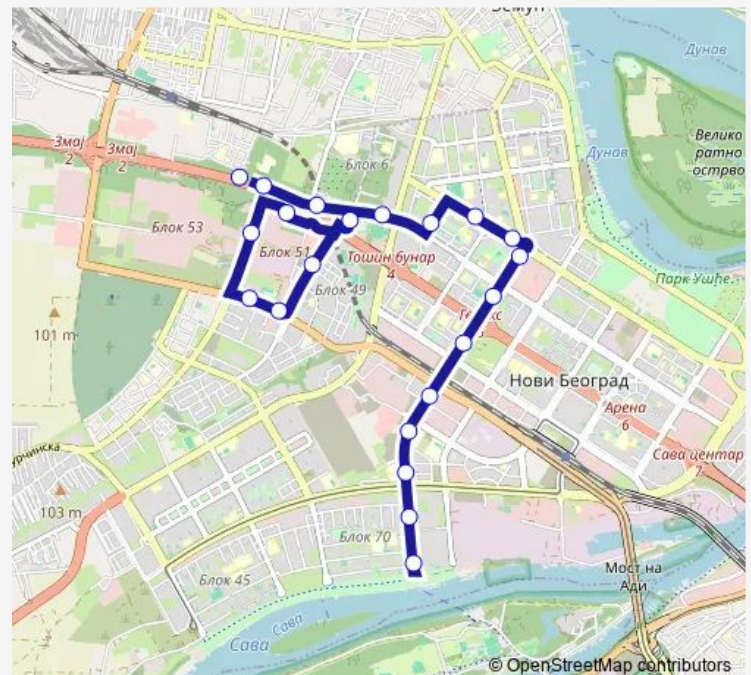 Земун
Дунав
Велико
ратно
острво
Дунав
Змај
2
Змај
2
Блок 6
Блок 53
Блок 51
Тошин бунар
4
Блок 49
Парк Ушће
101 m
Нови Београд
Арена
6
Сава центар
7
103 m
Блок 70
Блок 45
Мост на
Ади
Сава
Сава
© OpenStreetMap contributors